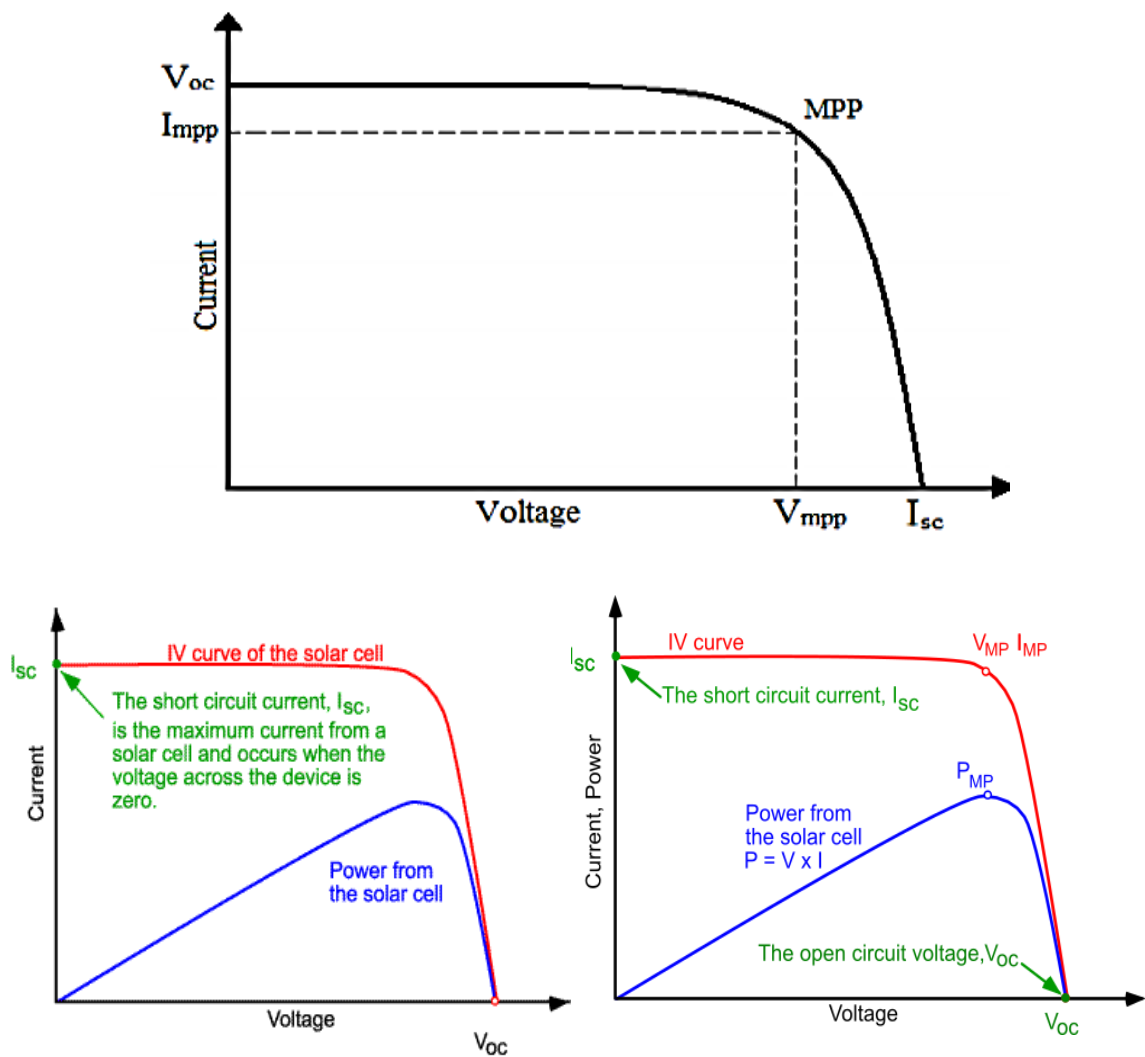 Voc
Impp
MPP
Current
Voltage
Vmpp
Isc
Isc
IV curve of the solar cell
The short circuit current, Isc,
is the maximum current from a
solar cell and occurs when the
voltage across the device is
zero.
Current
Power from
the solar cell
Voltage
Voc
Isc
IV curve
VMP IMP
The short circuit current, Isc
PMP
Current, Power
Power from
the solar cell
P = V x I
The open circuit voltage,Voc
Voltage
Voc